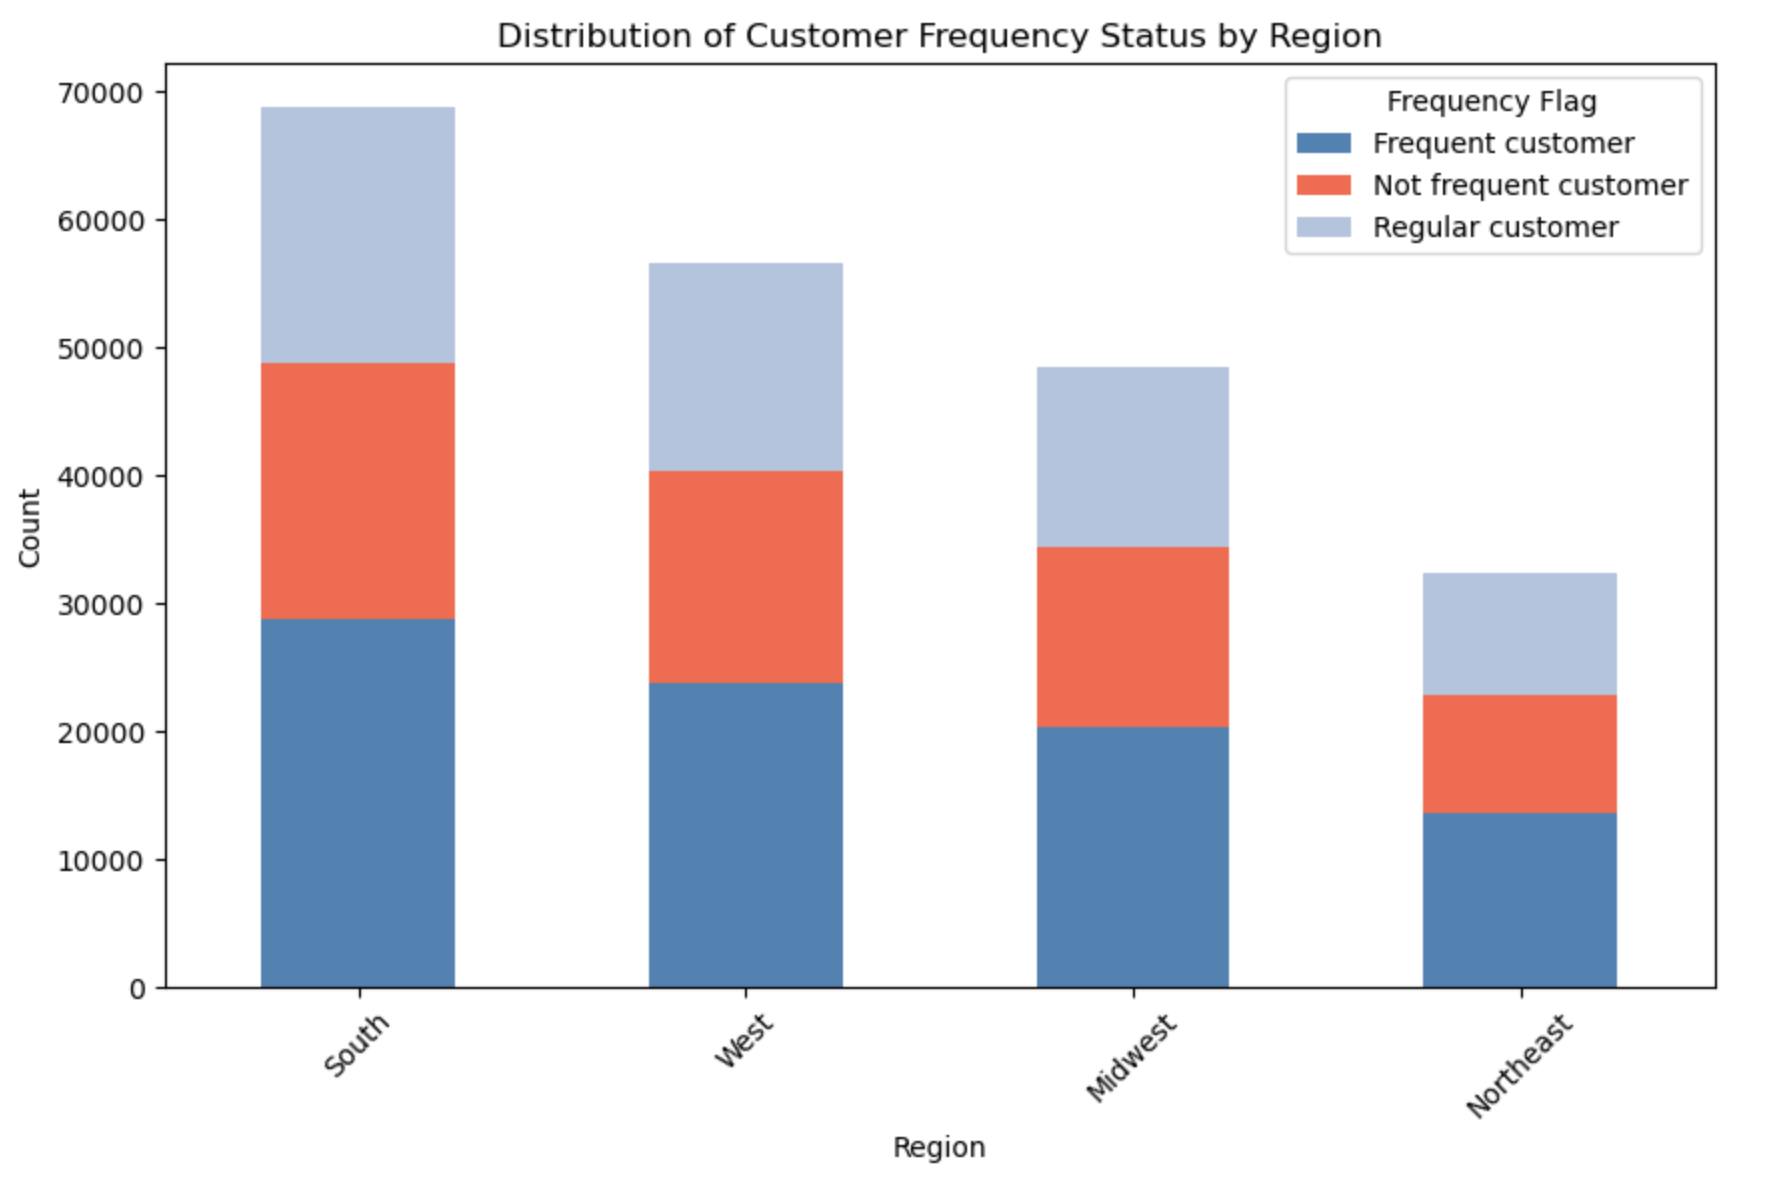 Distribution of Customer Frequency Status by Region
Frequency Flag
Frequent customer
Not frequent customer
Regular customer
70000
60000
50000
40000
30000
20000
10000
0
Count
South
West
Midwest
Northeast
Region